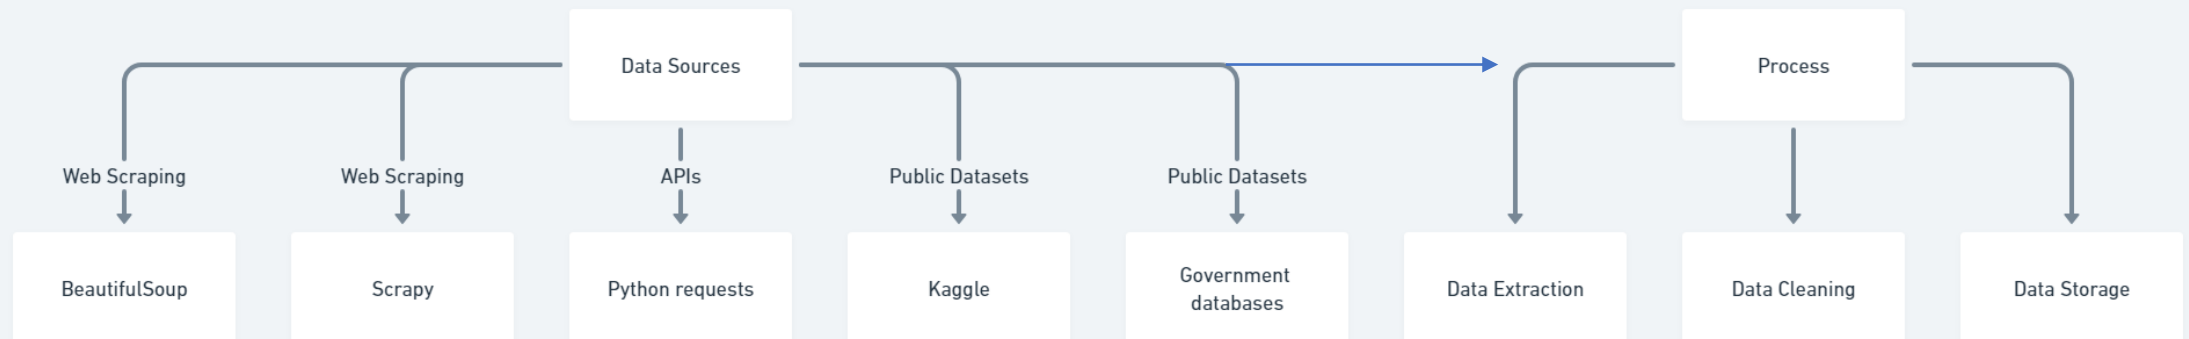 Data Sources
Process
Web Scraping
Web Scraping
APIs
Public Datasets
Public Datasets
BeautifulSoup
Scrapy
Python requests
Kaggle
Government
databases
Data Extraction
Data Cleaning
Data Storage